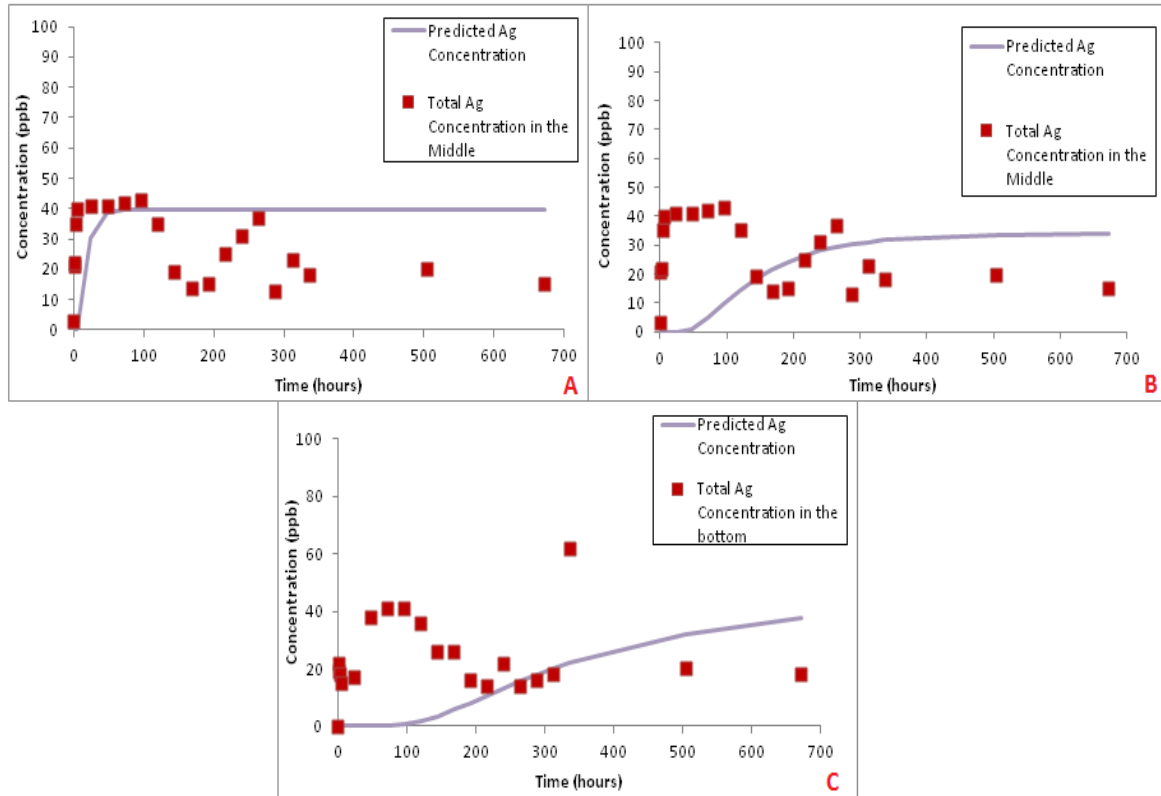 100
90
80
70
60
50
40
30
20
10
0
Concentration (ppb)
0 100 200 300 400 500 600 700
Time (hours)
Predicted Ag
Concentration
Total Ag
Concentration in the
Middle
A
100
90
80
70
60
50
40
30
20
10
0
Concentration (ppb)
0 100 200 300 400 500 600 700
Time (hours)
Predicted Ag
Concentration
Total Ag
Concentration in the
Middle
B
100
80
60
40
20
0
Concentration (ppb)
0 100 200 300 400 500 600 700
Time (hours)
Predicted Ag
Concentration
Total Ag
Concentration in the
bottom
C